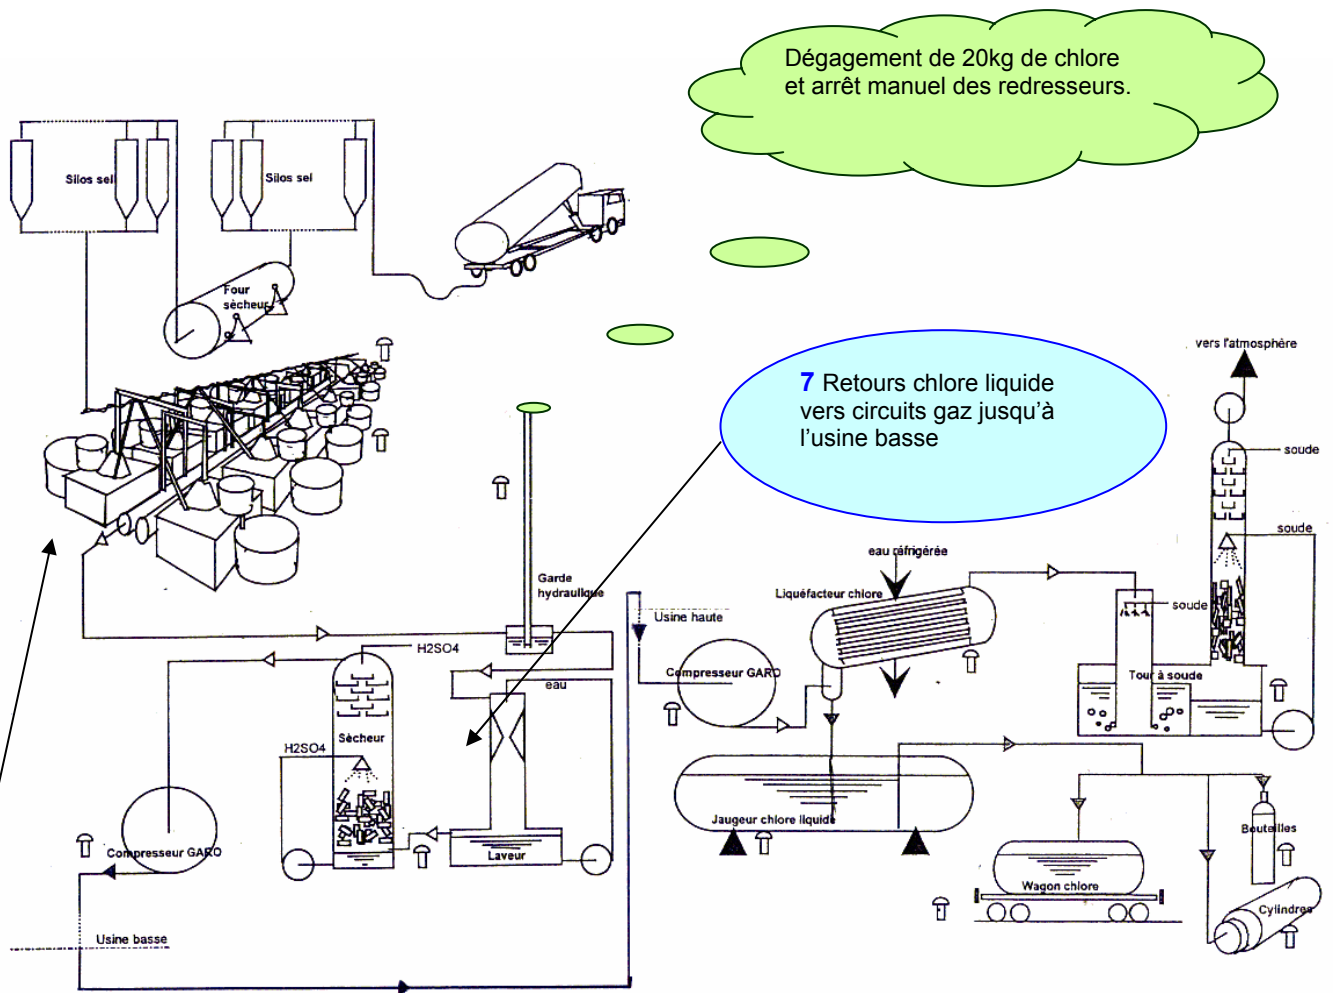 Dégagement de 20kg de chlore
et arrêt manuel des redresseurs.
Silos sel
Silos sel
Four
sècheur
7 Retours chlore liquide
vers circuits gaz jusqu'à
l'usine basse
vers l'atmosphère
soude
soude
eau réfrigérée
Garde
hydraulique
Liquéfacteur chlore
soude
Usine haute
H2SO4
Compresseur GARO
Tour à soude
eau
Sècheur
H2SO4
Jaugeur chlore liquide
Bouteilles
Compresseur GARO
Laveur
Wagon chlore
Cylindres
Usine basse